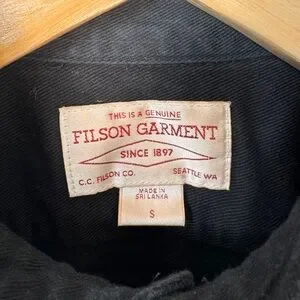 THIS IS A GENUINE
FILSON GARMENT
SINCE 1897
C.C. FILSON CO. SEATTLE WA
MADE IN
SRI LANKA
S